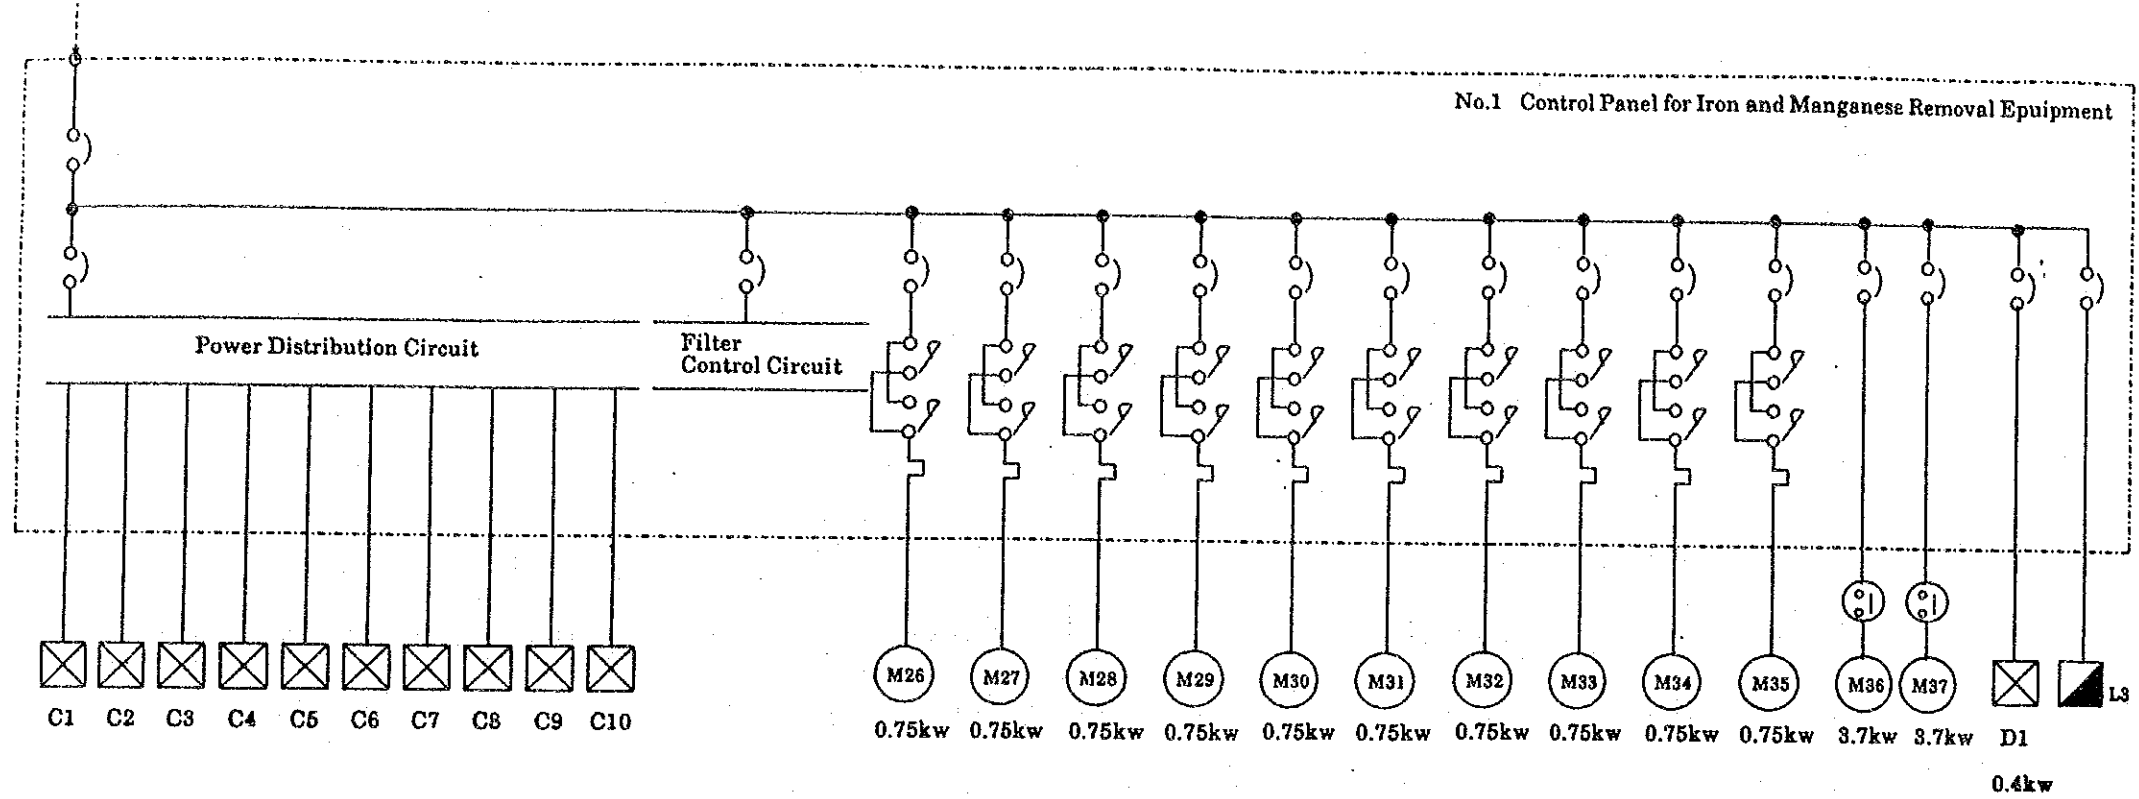 No.1 Control Panel for Iron and Manganese Removal Epuipment
Power Distribution Circuit
Filter
Control Circuit
M26 M27 M28 M29 M30 M31 M32 M33 M34 M35 M36 M37
L3
C1 C2 C3 C4 C5 C6 C7 C8 C9 C10
0.75kw 0.75kw 0.75kw 0.75kw 0.75kw 0.75kw 0.75kw 0.75kw 0.75kw 0.75kw 3.7kw 3.7kw D1
0.4kw